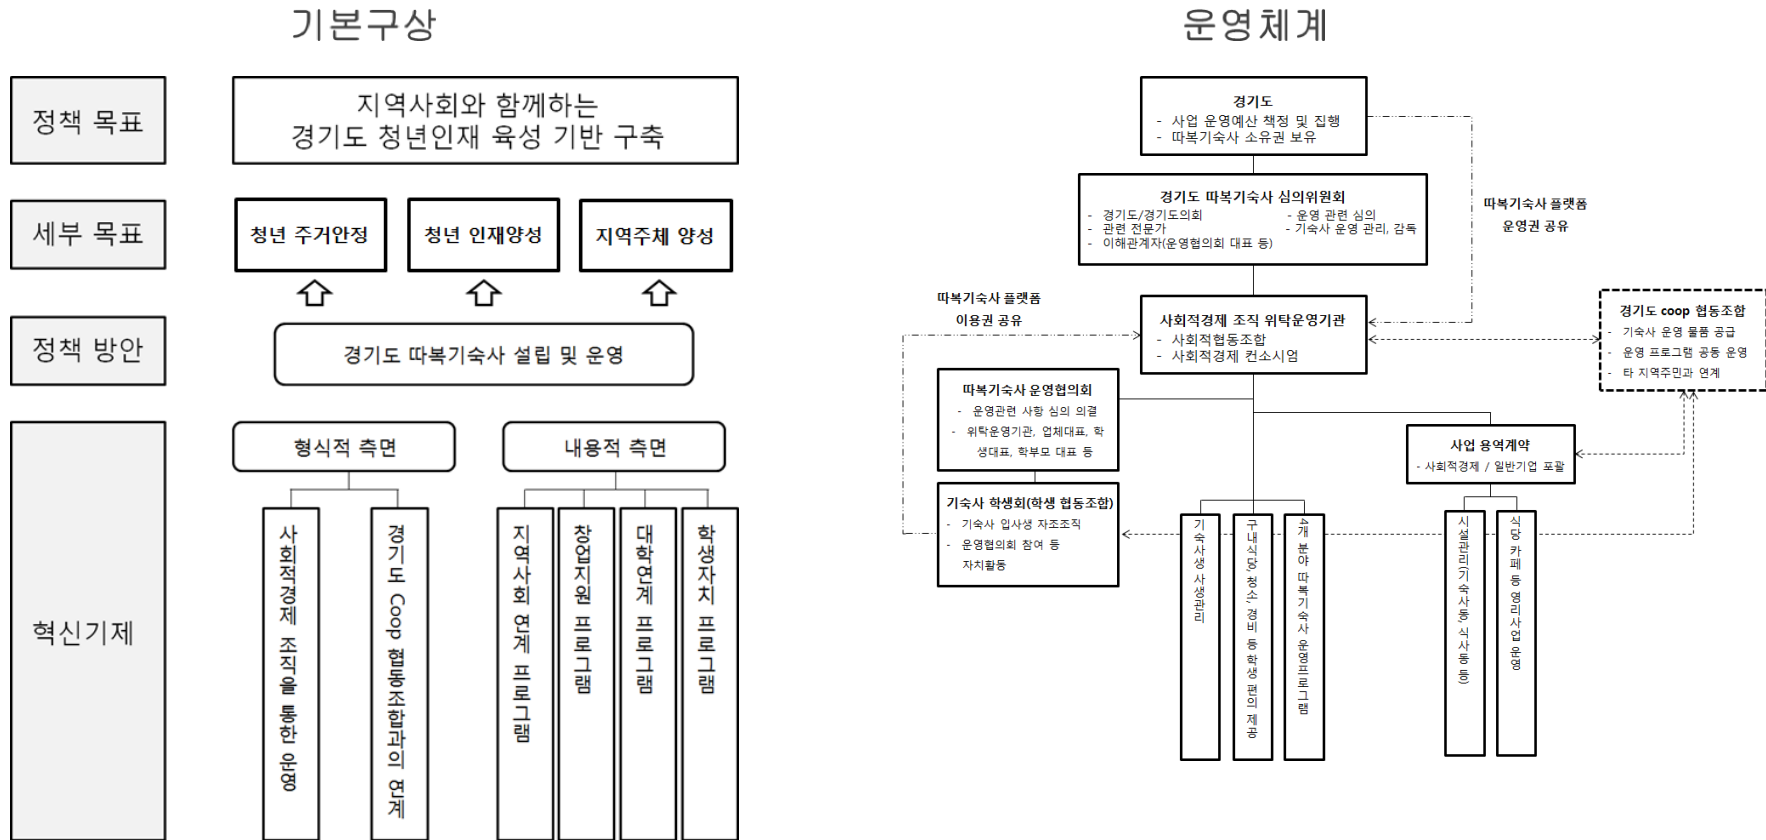 기본구상
정책 목표
지역사회와 함께하는
경기도 청년인재 육성 기반 구축
세부 목표
청년 주거안정
청년 인재양성
지역주체 양성
정책 방안
경기도 따복기숙사 설립 및 운영
혁신기제
형식적 측면
내용적 측면
사회적경제 조직을 통한 운영
경기도 Coop 협동조합과의 연계
지역사회 연계 프로그램
창업지원 프로그램
대학연계 프로그램
학생자치 프로그램
운영체계
경기도
- 사업 운영예산 책정 및 집행
- 따복기숙사 소유권 보유
경기도 따복기숙사 심의위원회
- 경기도/경기도의회
- 관련 전문가
- 이해관계자(운영협의회 대표 등)
- 운영 관련 심의
- 기숙사 운영 관리, 감독
따복기숙사 플랫폼
운영권 공유
따복기숙사 플랫폼
이용권 공유
사회적경제 조직 위탁운영기관
- 사회적협동조합
- 사회적경제 컨소시엄
경기도 coop 협동조합
- 기숙사 운영 물품 공급
- 운영 프로그램 공동 운영
- 타 지역주민과 연계
따복기숙사 운영협의회
- 운영관련 사항 심의 의결
- 위탁운영기관, 업체대표, 학
생대표, 학부모 대표 등
사업 용역계약
- 사회적경제 / 일반기업 포괄
기숙사 학생회(학생 협동조합)
- 기숙사 입사생 자조조직
- 운영협의회 참여 등
자치활동
기숙사생 사생관리
구내식당, 청소, 경비 등 학생 편의 제공
4개 분야 따복기숙사 운영프로그램
시설관리(기숙사동, 식사동 등)
식당 카페 등 영리사업 운영